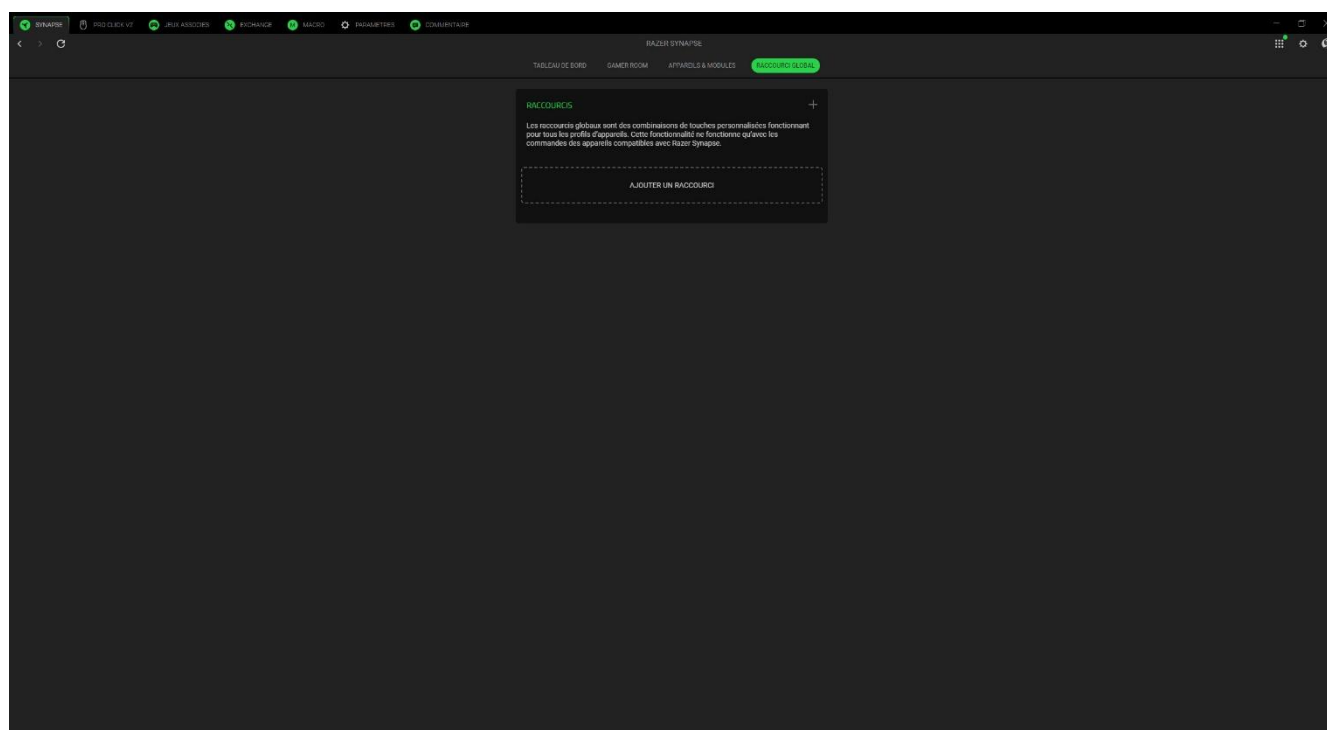 SYNAPSE PRO CLICK V2 JEUX ASSOCIÉS EXCHANGE MACRO PARAMÈTRES COMMENTAIRE
RAZER SYNAPSE
TABLEAU DE BORD GAMER ROOM APPAREILS & MODULES RACCOURCI GLOBAL
RACCOURCIS
Les raccourcis globaux sont des combinaisons de touches personnalisées fonctionnant
pour tous les profils d'appareils. Cette fonctionnalité ne fonctionne qu'avec les
commandes des appareils compatibles avec Razer Synapse.
AJOUTER UN RACCOURCI